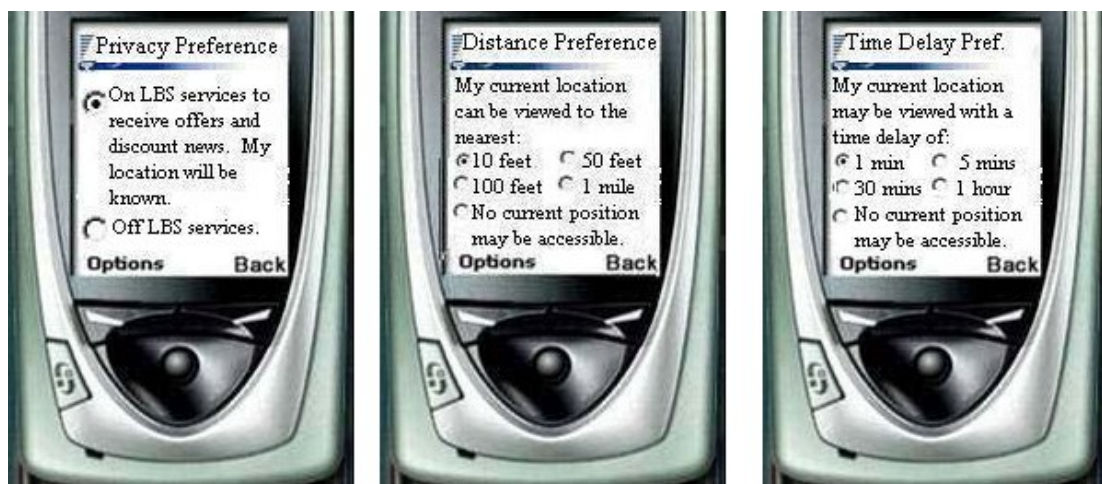 Privacy Preference
On LBS services to
receive offers and
discount news. My
location will be
known.
Off LBS services.
Options Back
Distance Preference
My current location
can be viewed to the
nearest:
10 feet 50 feet
100 feet 1 mile
No current position
may be accessible.
Options Back
Time Delay Pref.
My current location
may be viewed with a
time delay of:
1 min 5 mins
30 mins 1 hour
No current position
may be accessible.
Options Back